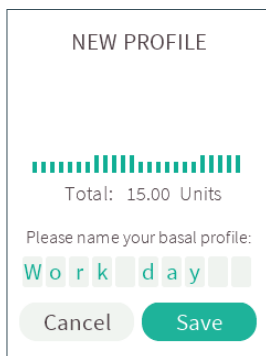 NEW PROFILE
Total: 15.00 Units
Please name your basal profile:
Work day
Cancel Save